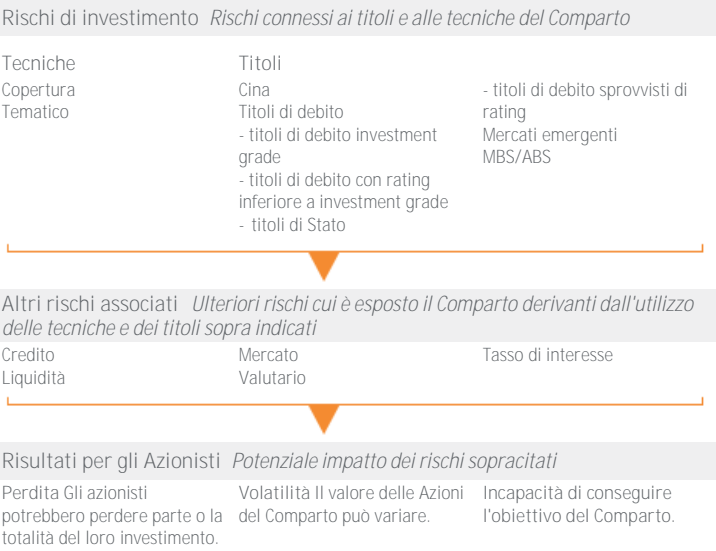 Rischi di investimento Rischi connessi ai titoli e alle tecniche del Comparto
Tecniche
Copertura
Tematico
Titoli
Cina
Titoli di debito
- titoli di debito investment
grade
- titoli di debito con rating
inferiore a investment grade
- titoli di Stato
- titoli di debito sprovvisti di
rating
Mercati emergenti
MBS/ABS
Altri rischi associati Ulteriori rischi cui è esposto il Comparto derivanti dall'utilizzo
delle tecniche e dei titoli sopra indicati
Credito
Liquidità
Mercato
Valutario
Tasso di interesse
Risultati per gli Azionisti Potenziale impatto dei rischi sopracitati
Perdita Gli azionisti
potrebbero perdere parte o la
totalità del loro investimento.
Volatilità Il valore delle Azioni
del Comparto può variare.
Incapacità di conseguire
l'obiettivo del Comparto.